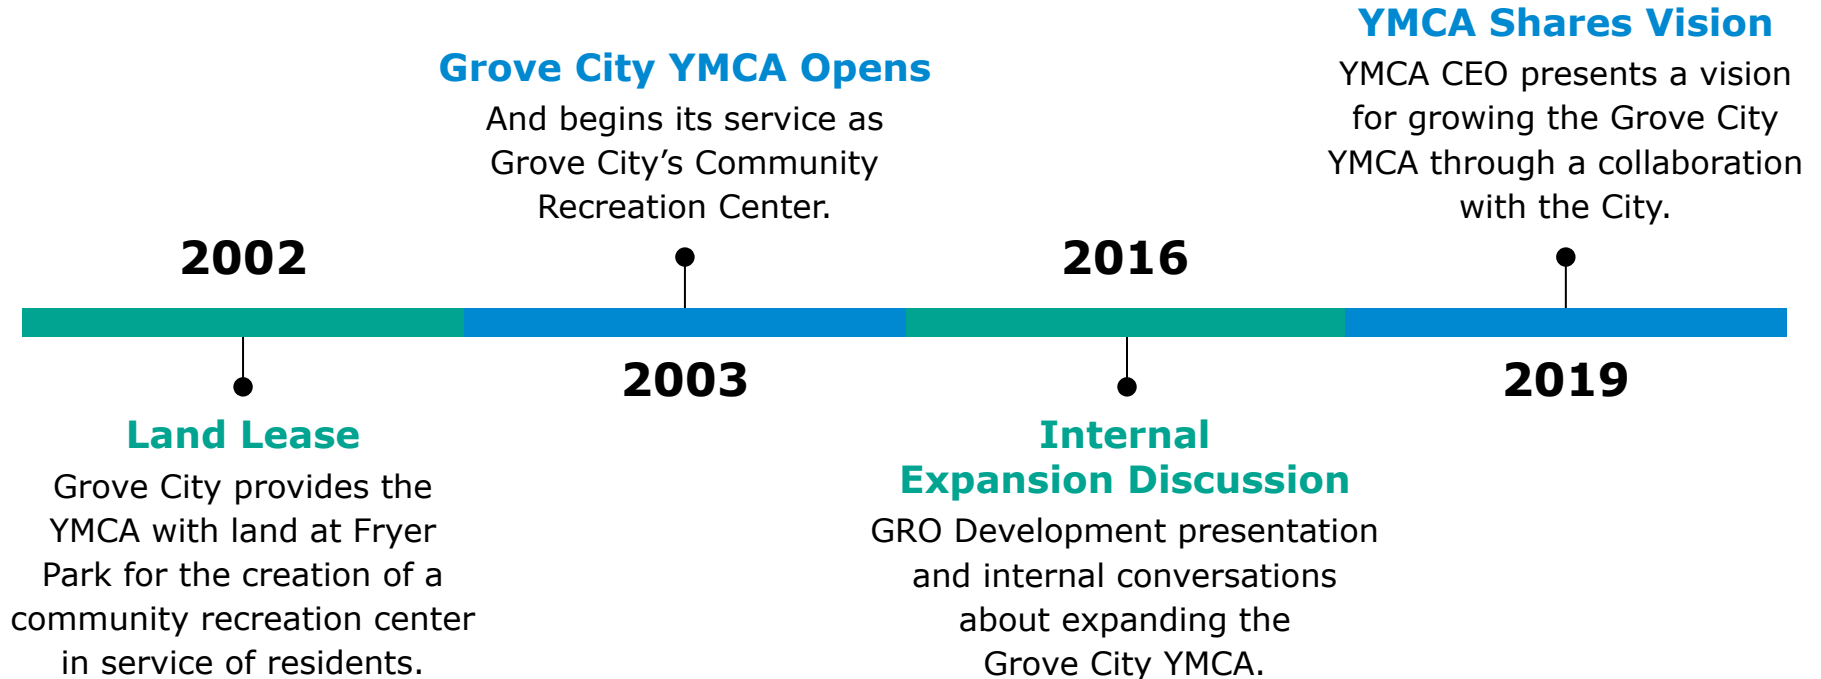 2002
Land Lease
Grove City provides the
YMCA with land at Fryer
Park for the creation of a
community recreation center
in service of residents.
Grove City YMCA Opens
And begins its service as
Grove City’s Community
Recreation Center.
2003
2016
Internal
Expansion Discussion
GRO Development presentation
and internal conversations
about expanding the
Grove City YMCA.
YMCA Shares Vision
YMCA CEO presents a vision
for growing the Grove City
YMCA through a collaboration
with the City.
2019